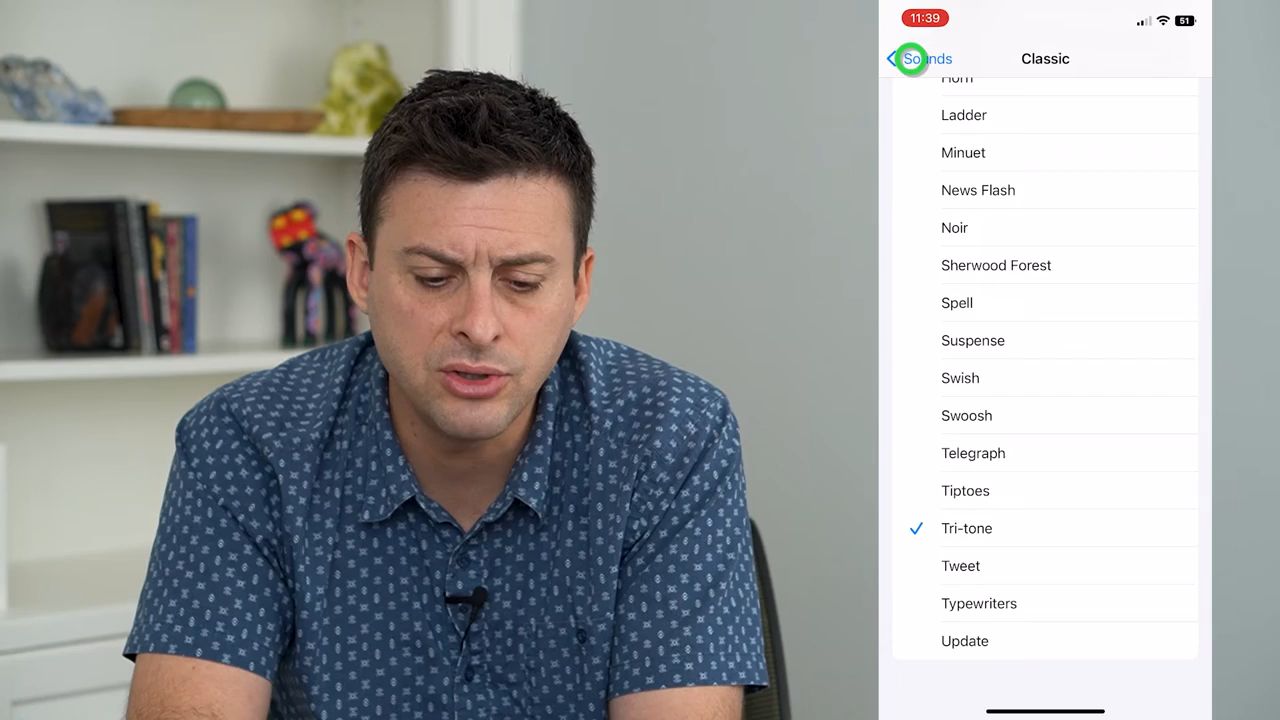 11:39
51
Sounds
Classic
Horn
Ladder
Minuet
News Flash
Noir
Sherwood Forest
Spell
Suspense
Swish
Swoosh
Telegraph
Tiptoes
Tri-tone
Tweet
Typewriters
Update